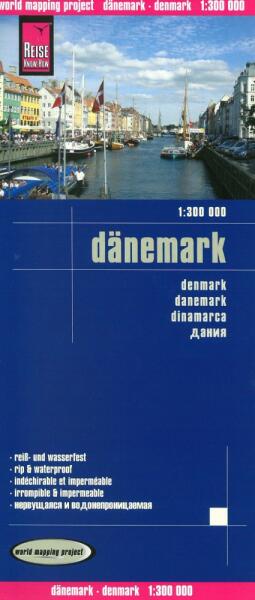 world mapping project dänemark · denmark 1:300 000
REISE
KNOW-HOW
1:300 000
dänemark
denmark
danemark
dinamarca
дания
· reiß- und wasserfest
· rip & waterproof
· indéchirable et imperméable
· irrompible & impermeable
· нервущаяся и водонепроницаемая
world mapping project
dänemark · denmark 1:300 000